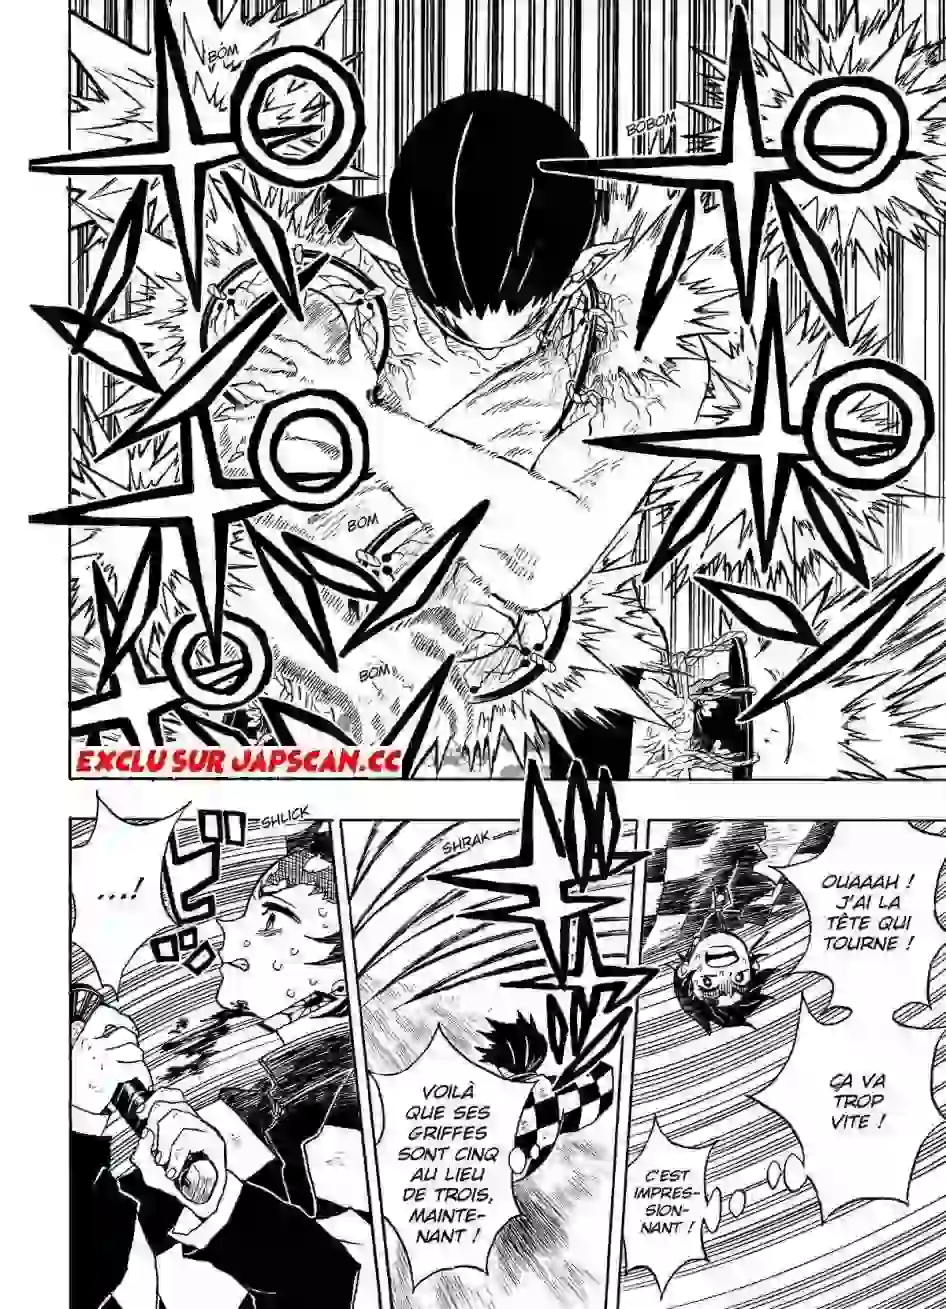 BOM
BOBOM
BOM
BOM
EXCLU SUR JAPSCAN.CC
OUAAAH !
J'AI LA
TÊTE QUI
TOURNE !
ÇA VA
TROP
VITE !
C'EST
IMPRES-
SION-
NANT !
SHRAK
VOILÀ
QUE SES
GRIFFES
SONT CINQ
AU LIEU
DE TROIS,
MAINTE-
NANT !
SHLICK
....!